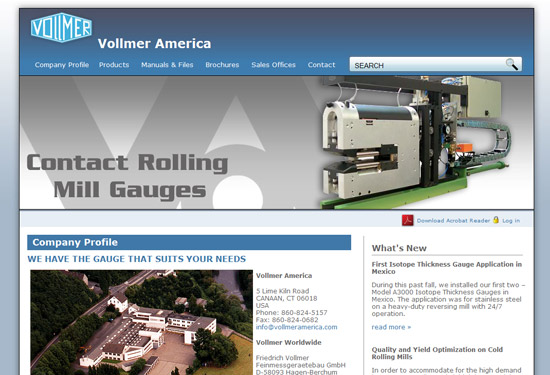 VOLLMER
Vollmer America
Company Profile Products Manuals & Files Brochures Sales Offices Contact SEARCH
Contact Rolling
Mill Gauges
Download Acrobat Reader Log in
Company Profile
WE HAVE THE GAUGE THAT SUITS YOUR NEEDS
Vollmer America
5 Lime Kiln Road
CANAAN, CT 06018
USA
Phone: 860-824-5157
Fax: 860-824-0682
info@vollmeramerica.com
Vollmer Worldwide
Friedrich Vollmer
Feinmessgeraetebau GmbH
D-58093 Hagen-Berchum
What's New
First Isotope Thickness Gauge Application in
Mexico
During this past fall, we installed our first two –
Model A3000 Isotope Thickness Gauges in
Mexico. The application was for stainless steel
on a heavy-duty reversing mill with 24/7
operation.
read more »
Quality and Yield Optimization on Cold
Rolling Mills
In order to accommodate for the high demand